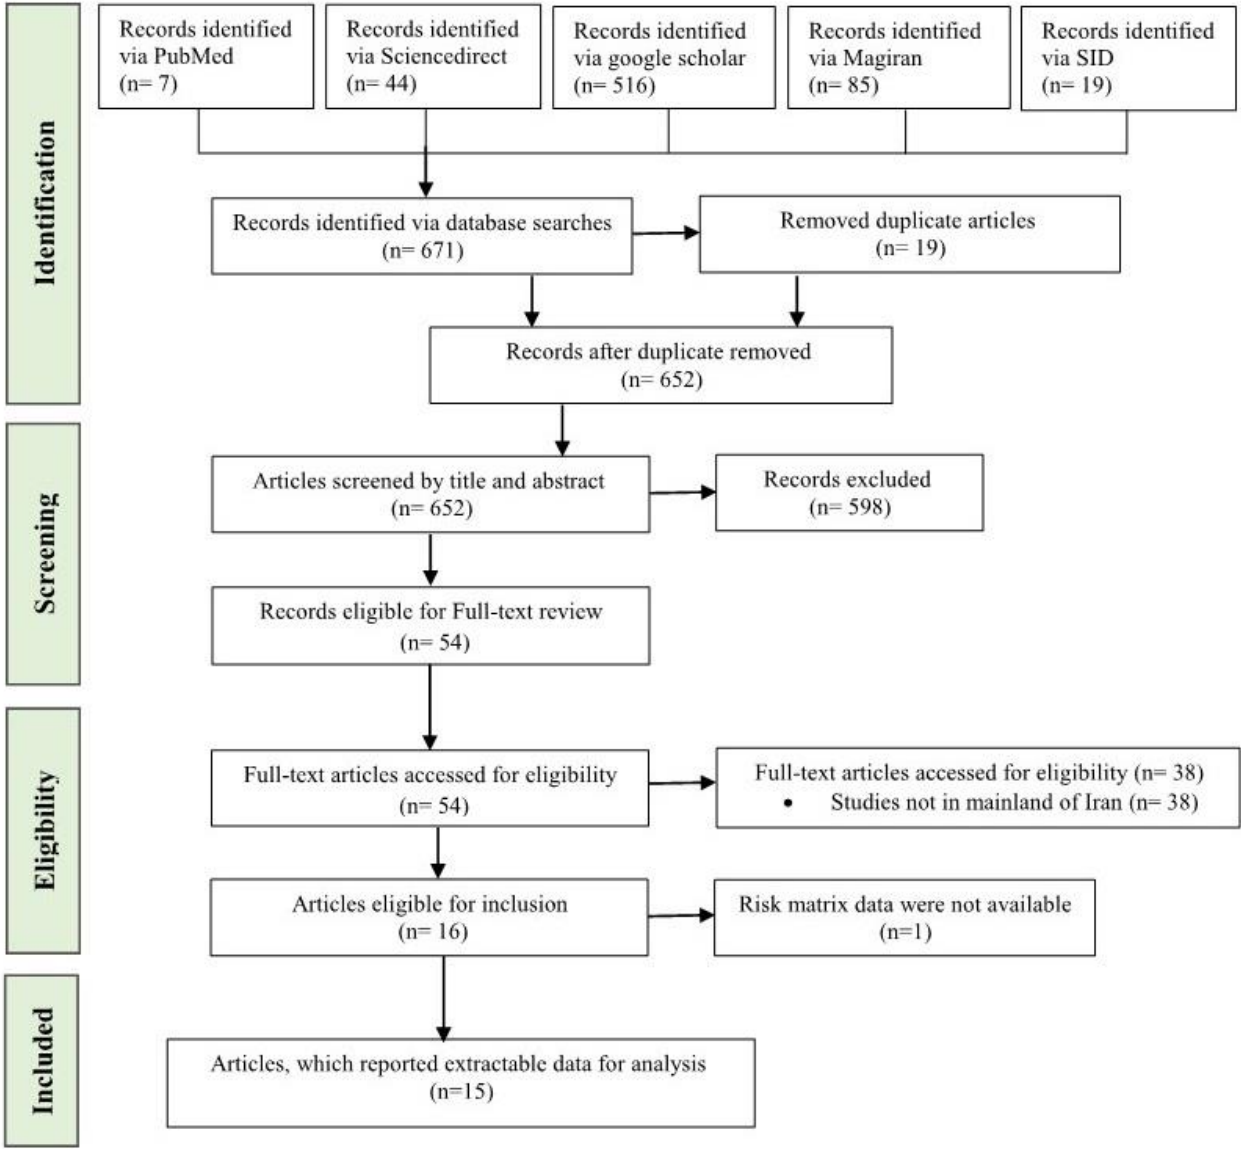 Identification
Records identified
via PubMed
(n= 7)
Records identified
via Sciencedirect
(n= 44)
Records identified
via google scholar
(n= 516)
Records identified
via Magiran
(n= 85)
Records identified
via SID
(n= 19)
Records identified via database searches
(n= 671)
Removed duplicate articles
(n= 19)
Records after duplicate removed
(n= 652)
Screening
Articles screened by title and abstract
(n= 652)
Records excluded
(n= 598)
Records eligible for Full-text review
(n= 54)
Eligibility
Full-text articles accessed for eligibility
(n= 54)
Full-text articles accessed for eligibility (n= 38)
• Studies not in mainland of Iran (n= 38)
Articles eligible for inclusion
(n= 16)
Risk matrix data were not available
(n=1)
Included
Articles, which reported extractable data for analysis
(n=15)